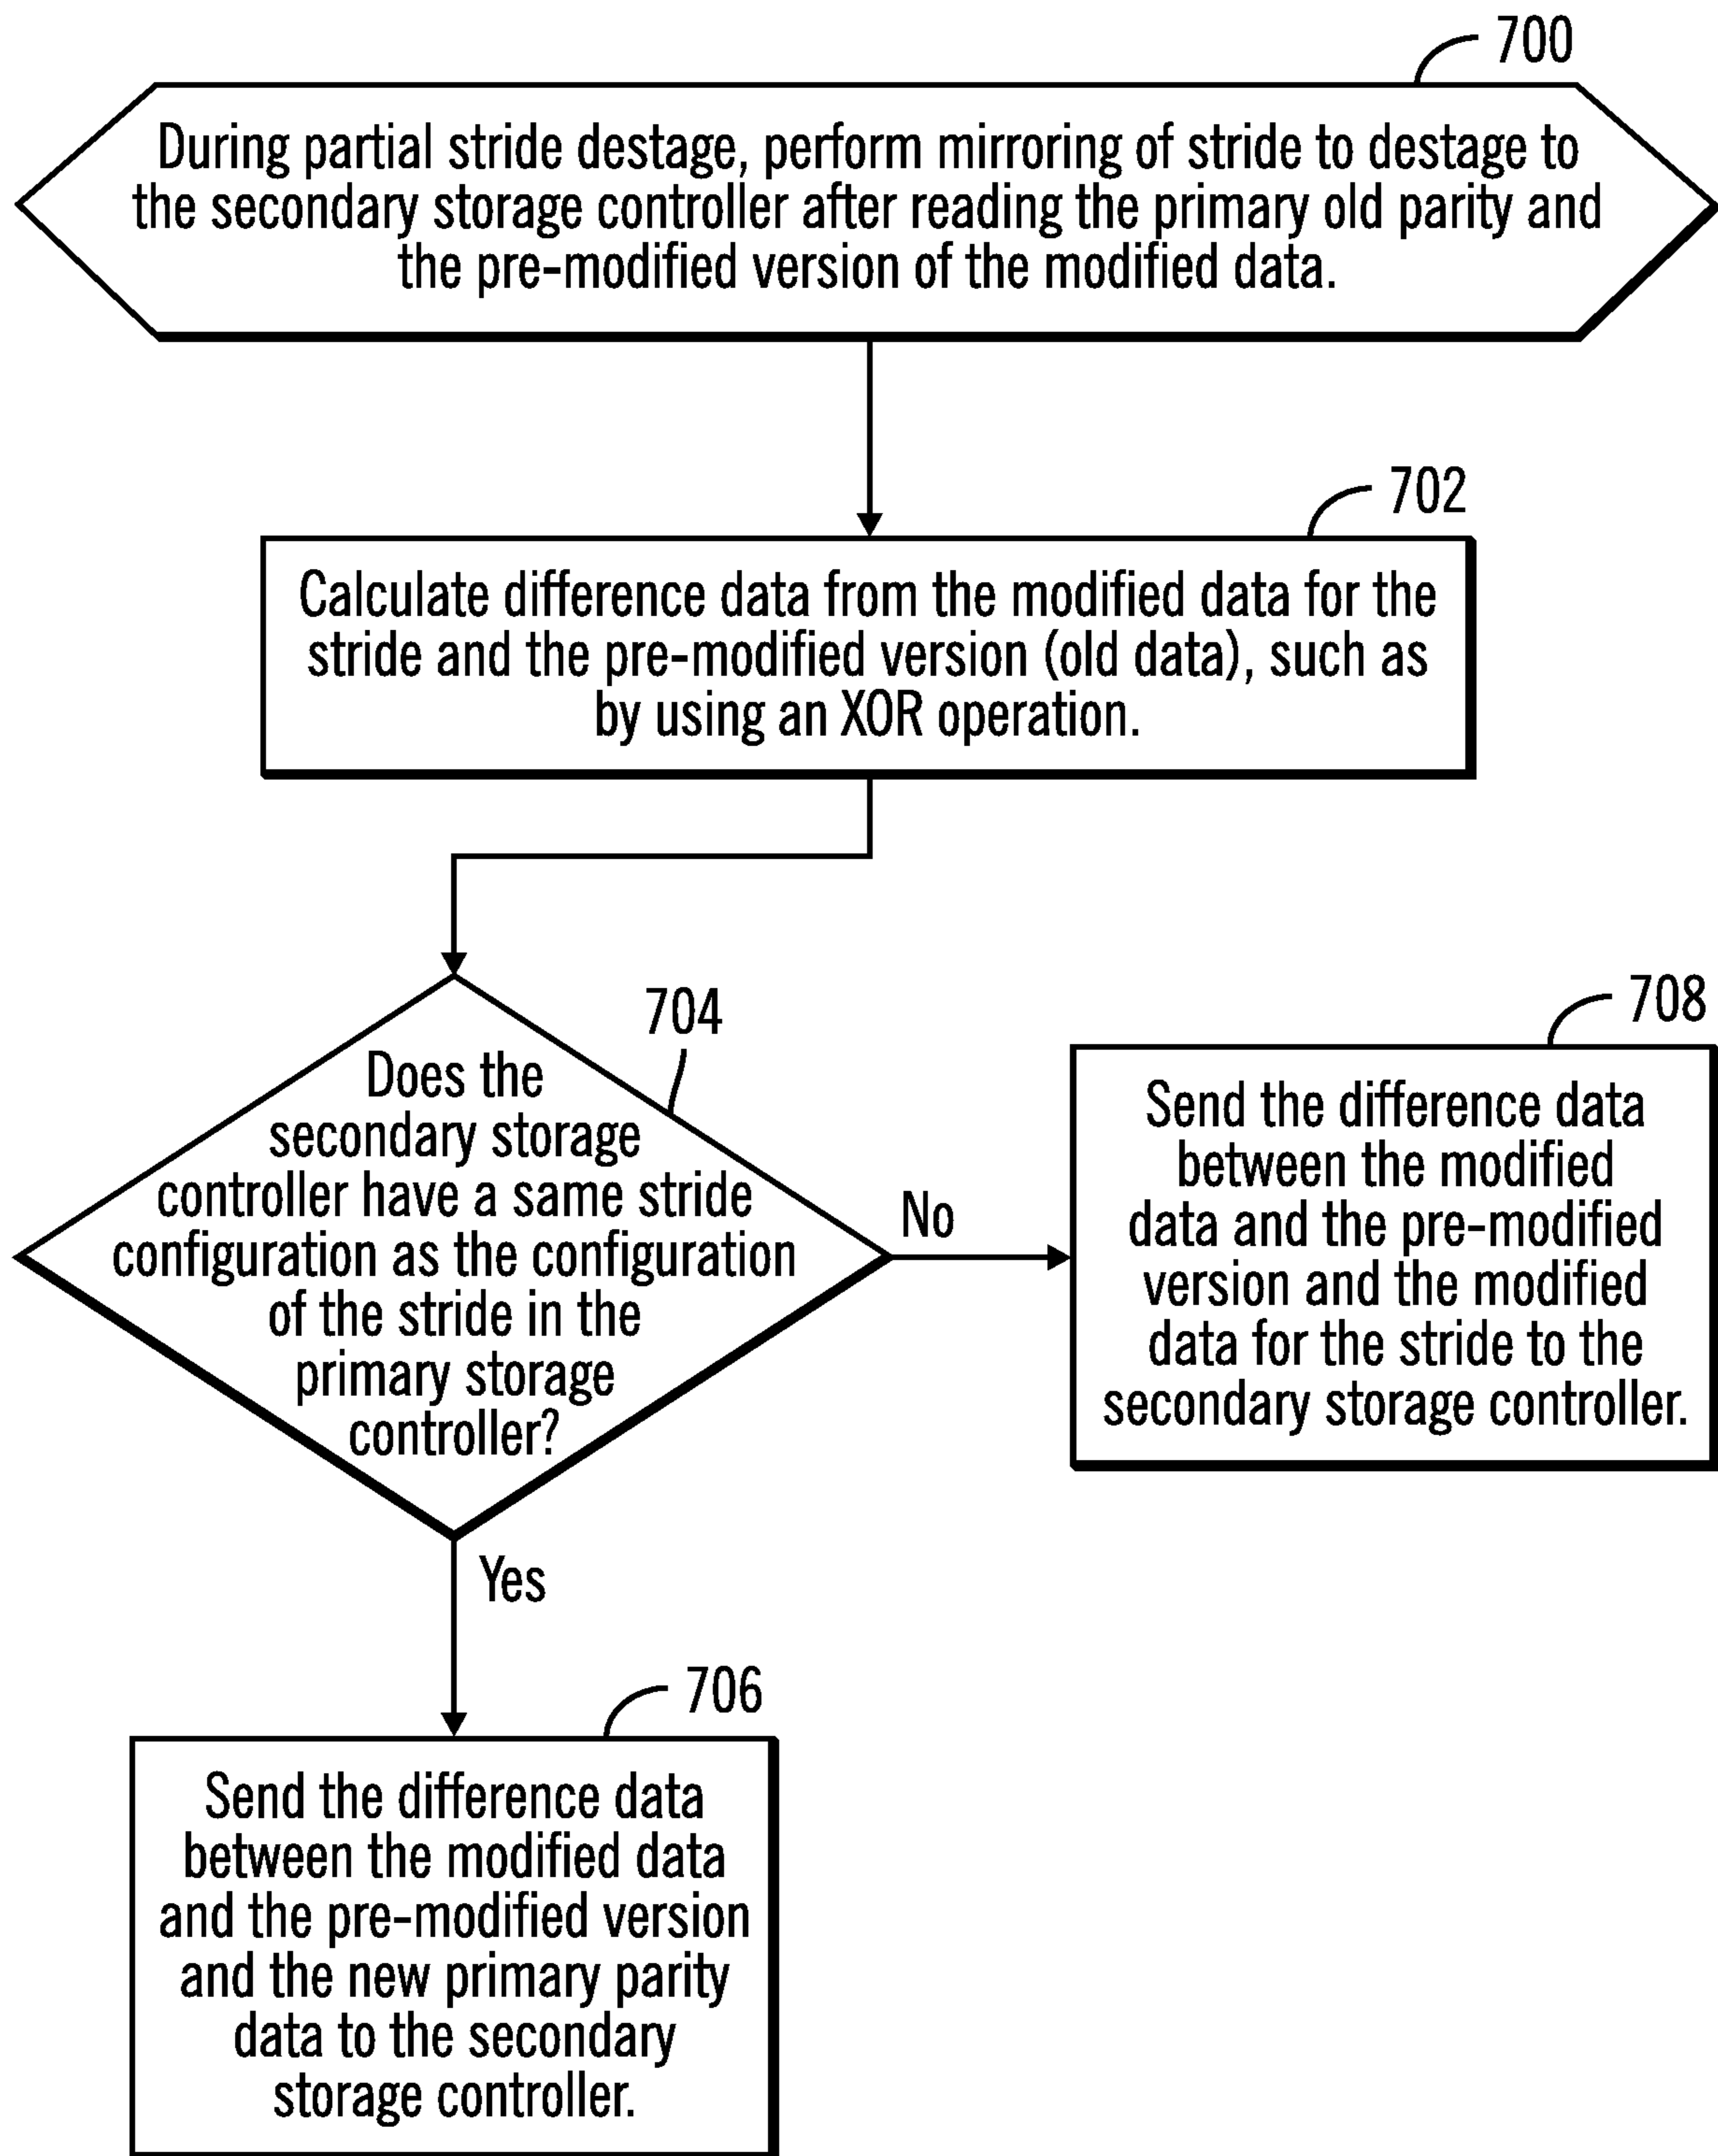 700
During partial stride destage, perform mirroring of stride to destage to
the secondary storage controller after reading the primary old parity and
the pre-modified version of the modified data.
702
Calculate difference data from the modified data for the
stride and the pre-modified version (old data), such as
by using an XOR operation.
704
Does the
secondary storage
controller have a same stride
configuration as the configuration
of the stride in the
primary storage
controller?
No
708
Send the difference data
between the modified
data and the pre-modified
version and the modified
data for the stride to the
secondary storage controller.
Yes
706
Send the difference data
between the modified data
and the pre-modified version
and the new primary parity
data to the secondary
storage controller.